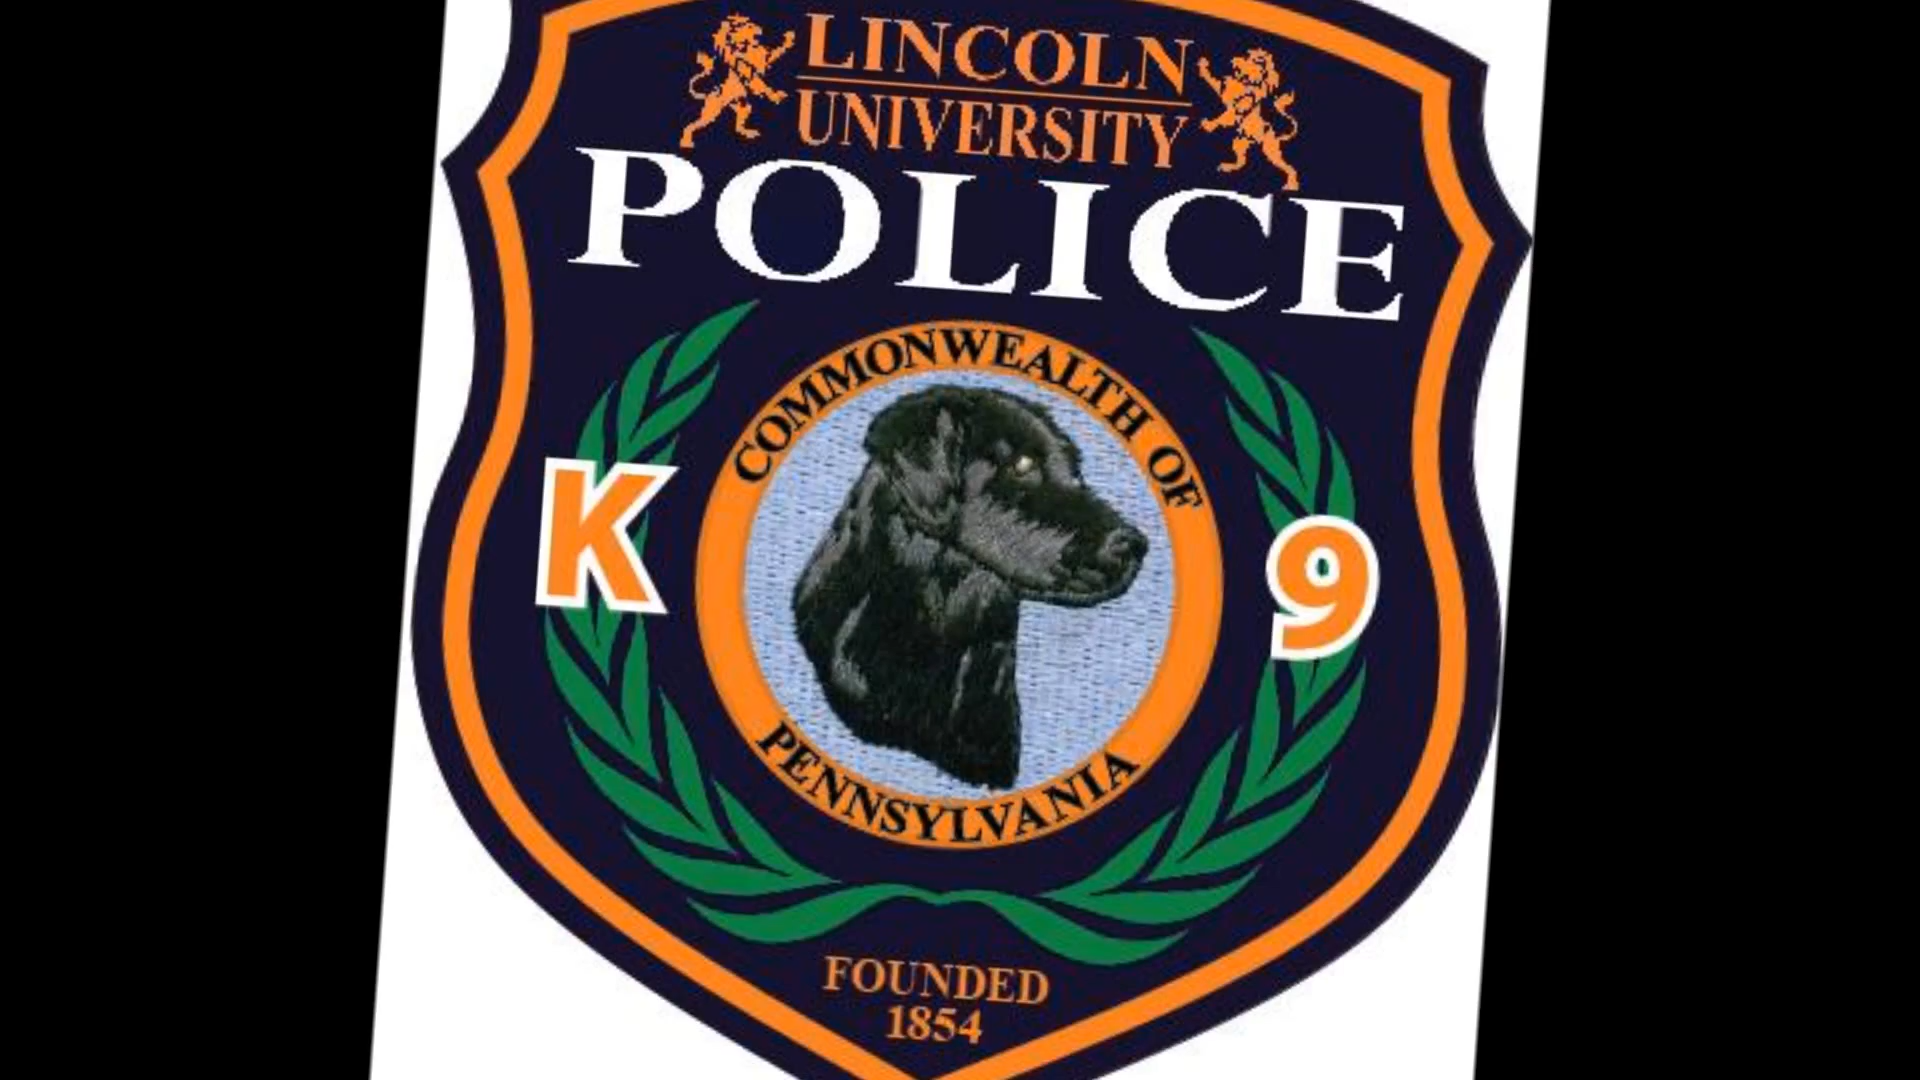 LINCOLN
UNIVERSITY
POLICE
COMMONWEALTH OF
K 9
PENNSYLVANIA
FOUNDED
1854